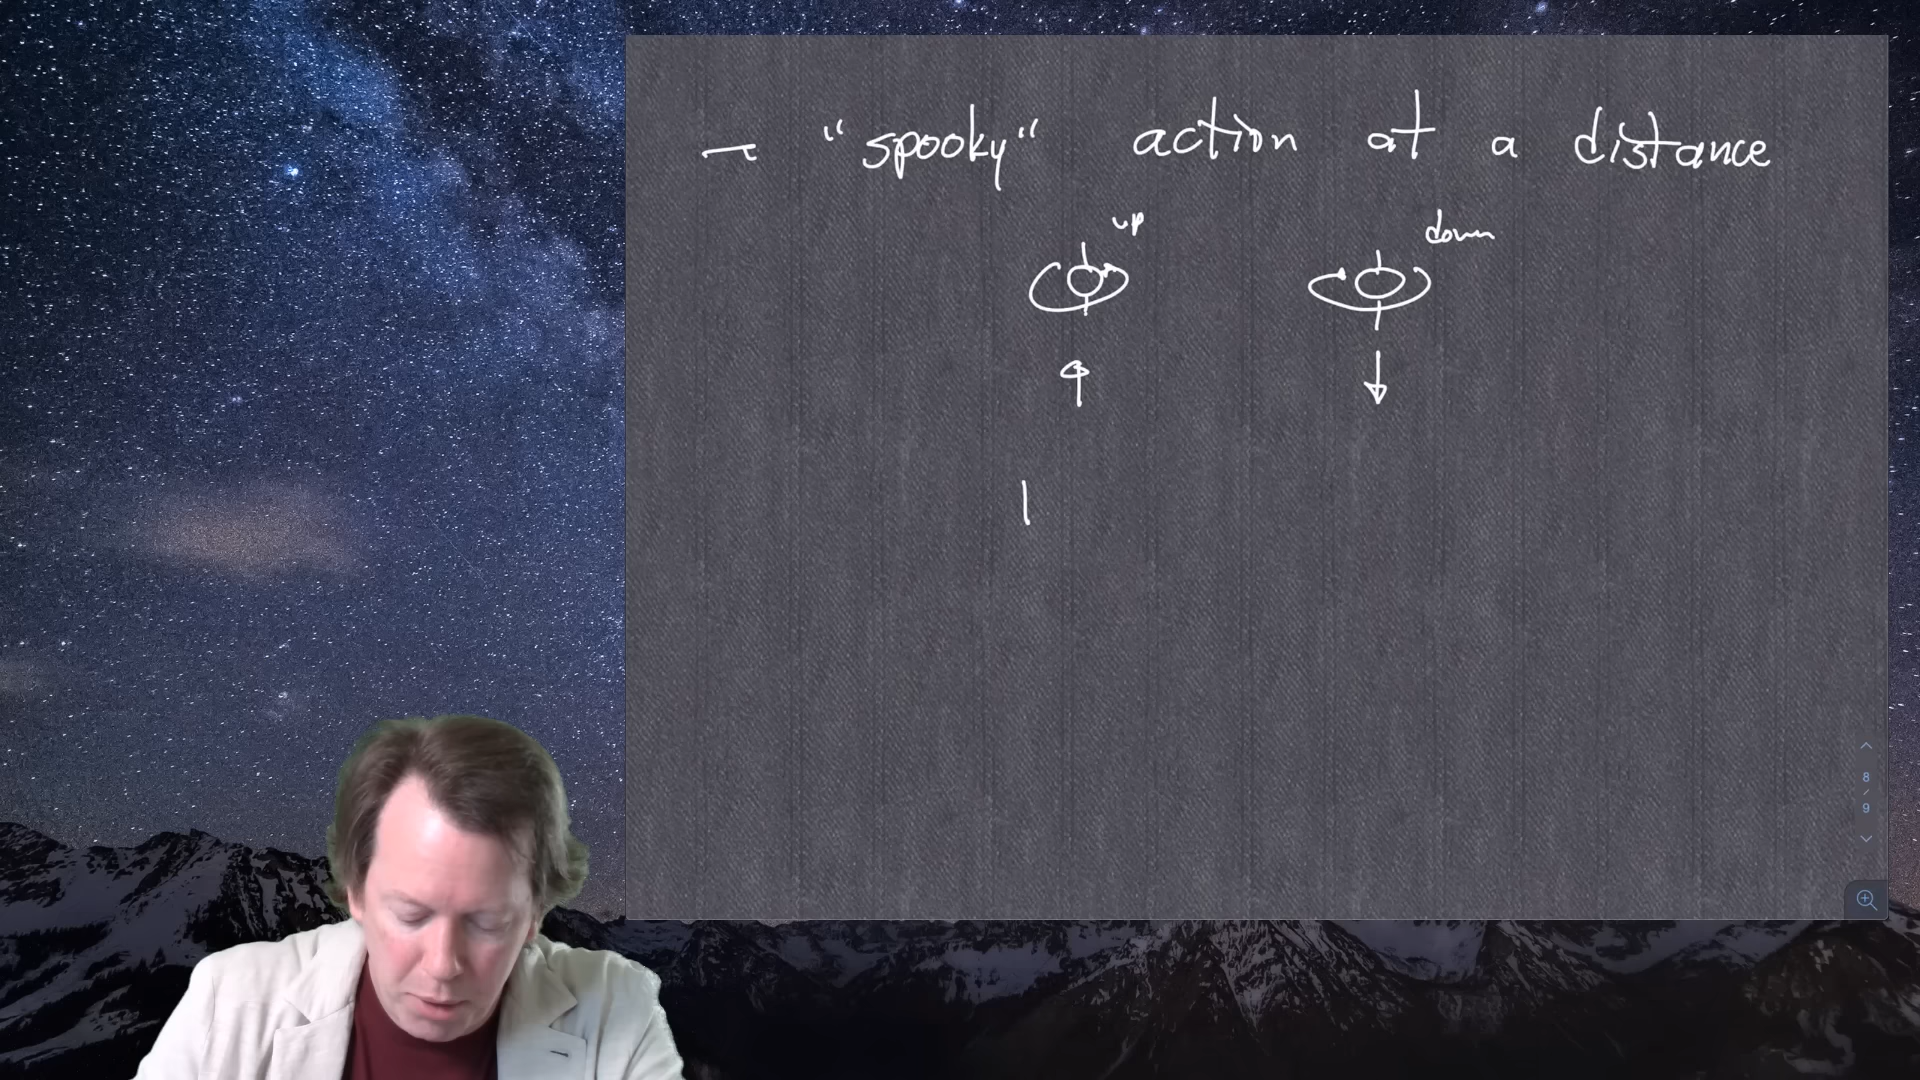 – "spooky" action at a distance
up down
8
/
9